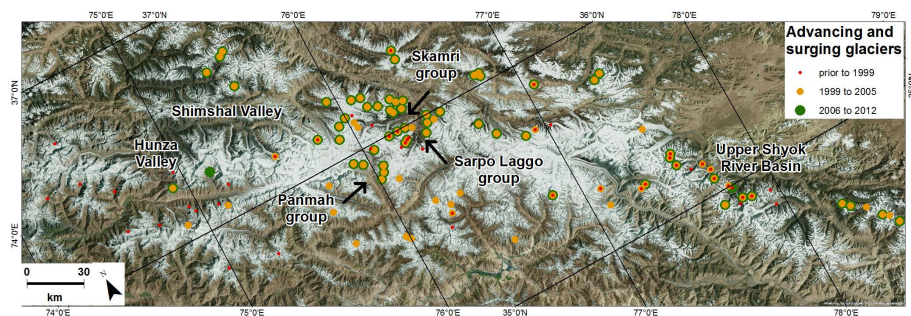 75°0'E
37°0'N
76°0'E
77°0'E
36°0'N
78°0'E
79°0'E
Advancing and
surging glaciers
prior to 1999
1999 to 2005
2006 to 2012
37°0'N
Skamri
group
Shimshal Valley
Hunza
Valley
Upper Shyok
River Basin
Sarpo Laggo
group
Panmah
group
74°0'E
0 30
km
N
74°0'E
75°0'E
76°0'E
35°0'N
77°0'E
78°0'E